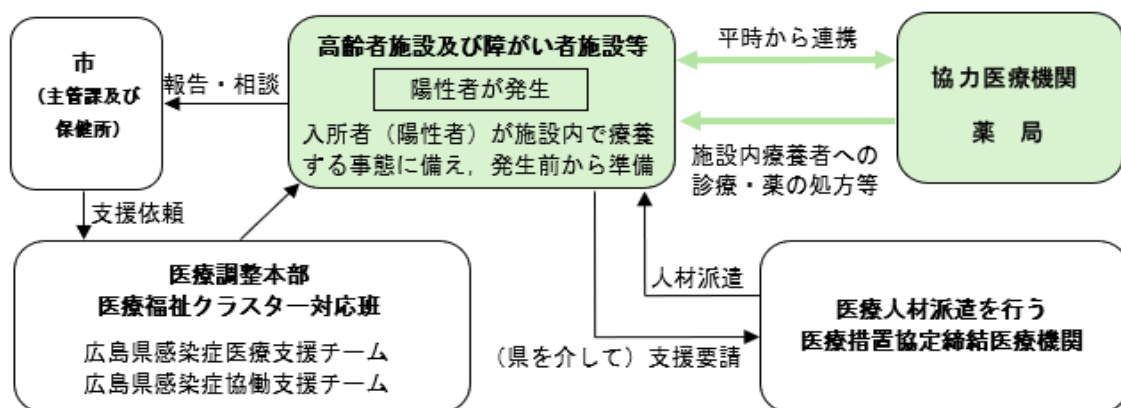 市
（主管課及び
保健所）
報告・相談
高齢者施設及び障がい者施設等
陽性者が発生
入所者（陽性者）が施設内で療養
する事態に備え，発生前から準備
平時から連携
協力医療機関
薬　局
施設内療養者への
診療・薬の処方等
支援依頼
医療調整本部
医療福祉クラスター対応班
広島県感染症医療支援チーム
広島県感染症協働支援チーム
人材派遣
（県を介して）支援要請
医療人材派遣を行う
医療措置協定締結医療機関